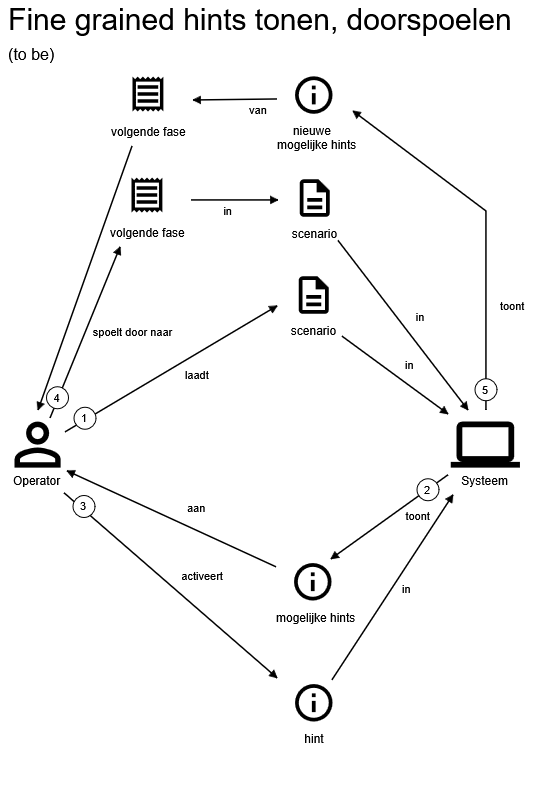 Fine grained hints tonen, doorspoelen
(to be)
volgende fase
van
nieuwe
mogelijke hints
volgende fase
in
scenario
scenario
toont
in
spoelt door naar
in
laadt
5
4
1
Operator
Systeem
2
3
aan
toont
activeert
in
mogelijke hints
hint